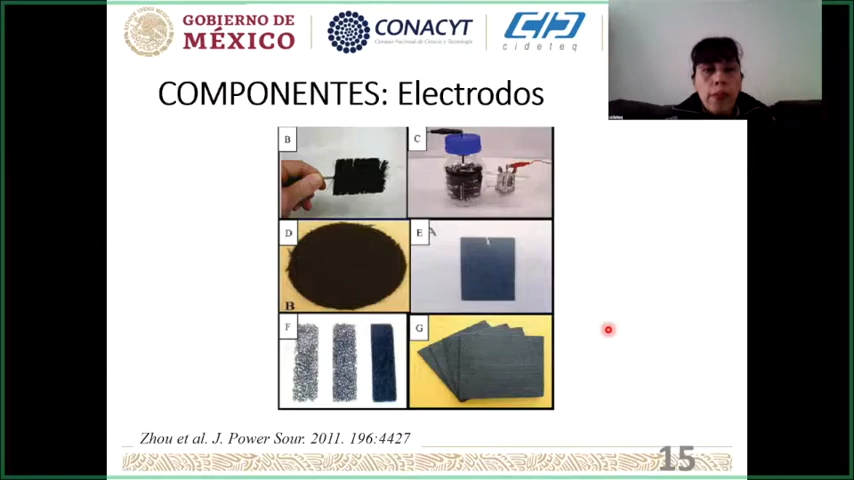 GOBIERNO DE
MÉXICO
CONACYT
Consejo Nacional de Ciencia y Tecnología
cideteq
COMPONENTES: Electrodos
B
C
D
E
A
B
F
G
Zhou et al. J. Power Sour. 2011. 196:4427
15